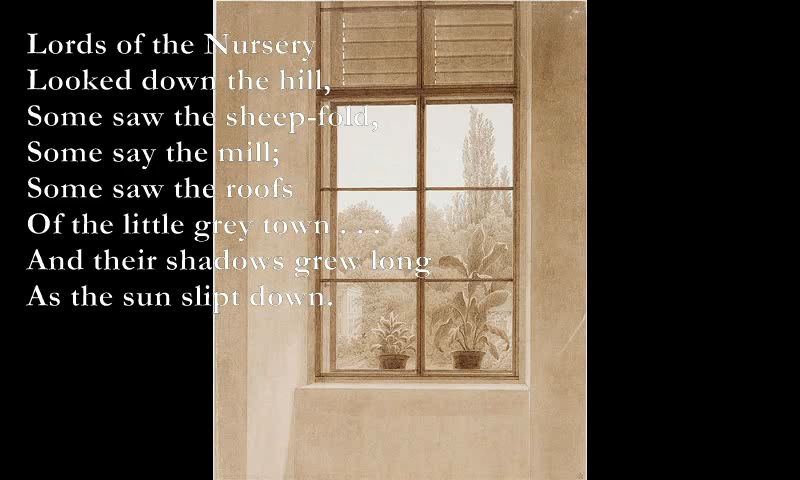 Lords of the Nursery
Looked down the hill,
Some saw the sheep-fold,
Some say the mill;
Some saw the roofs
Of the little grey town . . .
And their shadows grew long
As the sun slipt down.